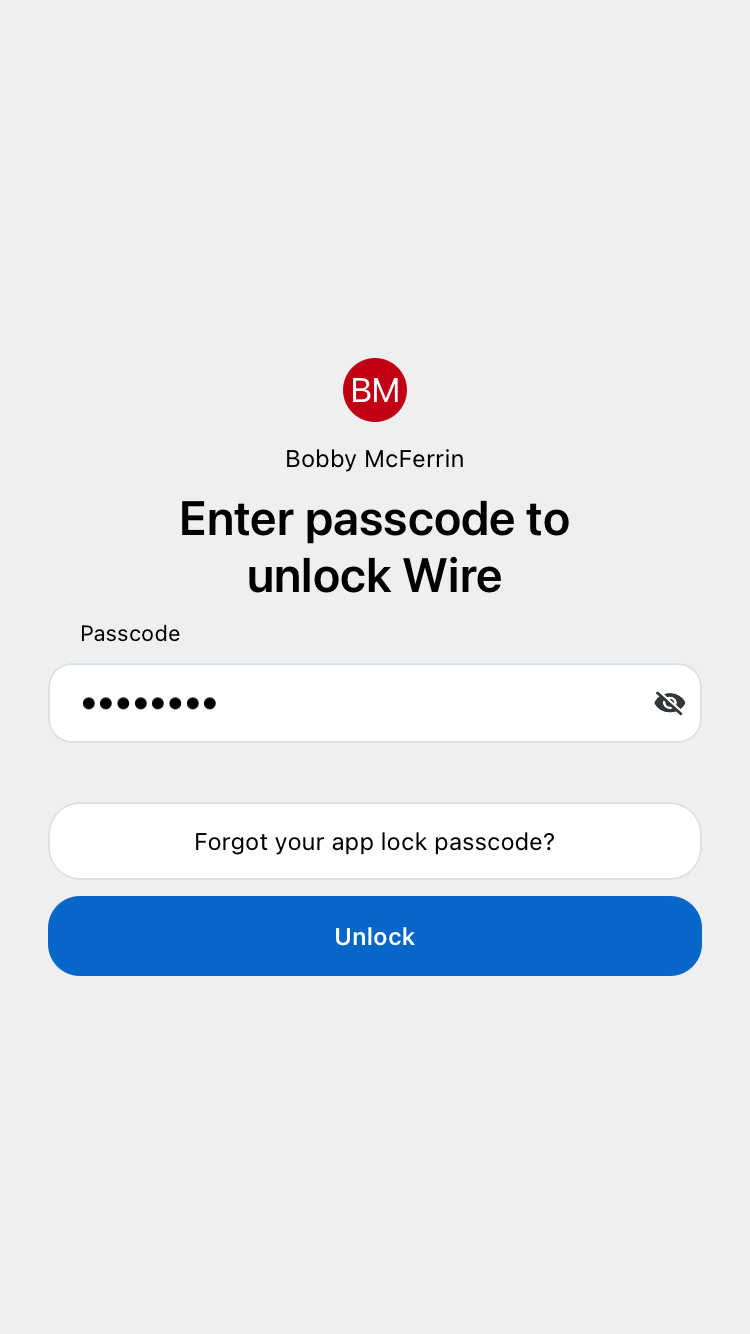 BM
Bobby McFerrin
Enter passcode to
unlock Wire
Passcode
••••••••
Forgot your app lock passcode?
Unlock